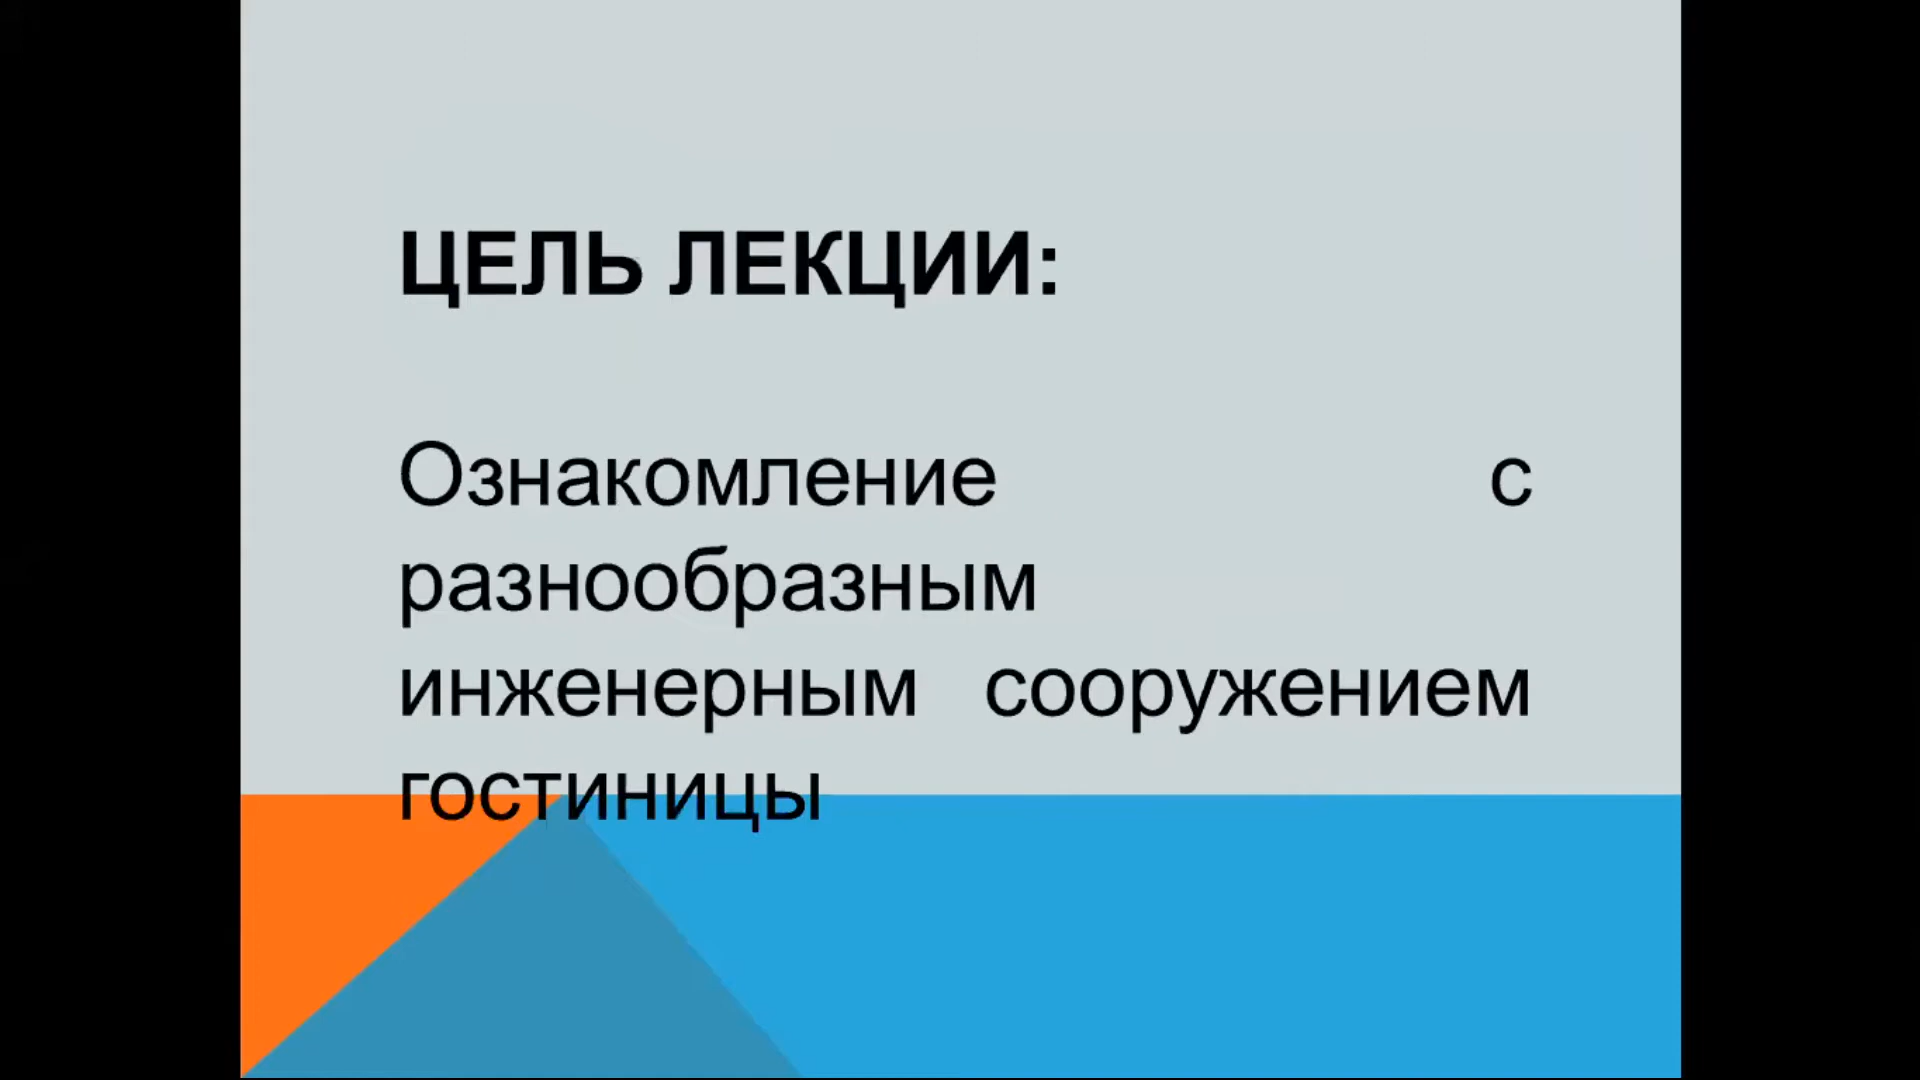 ЦЕЛЬ ЛЕКЦИИ:
Ознакомление с
разнообразным
инженерным сооружением
гостиницы